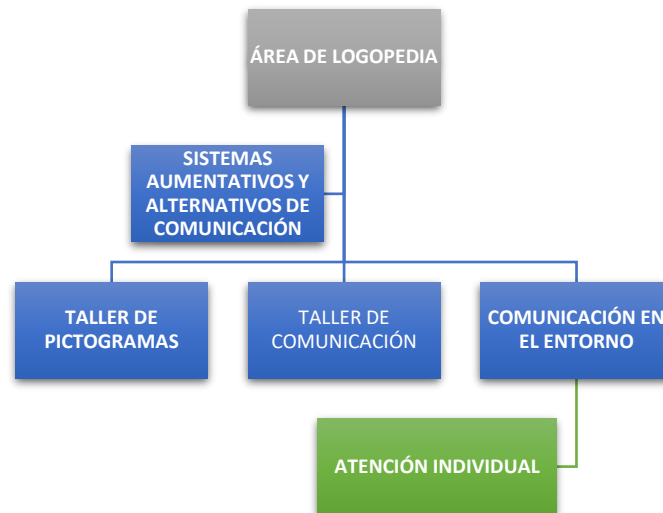 ÁREA DE LOGOPEDIA
SISTEMAS
AUMENTATIVOS Y
ALTERNATIVOS DE
COMUNICACIÓN
TALLER DE
PICTOGRAMAS
TALLER DE
COMUNICACIÓN
COMUNICACIÓN EN
EL ENTORNO
ATENCIÓN INDIVIDUAL